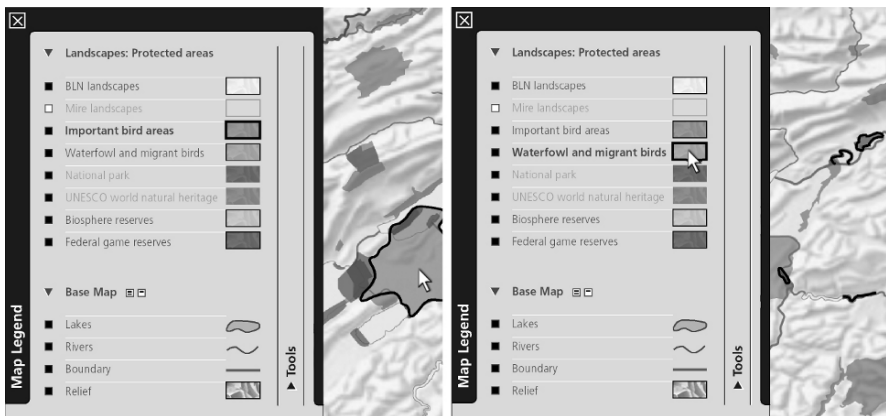 Map Legend
Landscapes: Protected areas
BLN landscapes
Mire landscapes
Important bird areas
Waterfowl and migrant birds
National park
UNESCO world natural heritage
Biosphere reserves
Federal game reserves
Base Map
Lakes
Rivers
Boundary
Relief
Tools
Map Legend
Landscapes: Protected areas
BLN landscapes
Mire landscapes
Important bird areas
Waterfowl and migrant birds
National park
UNESCO world natural heritage
Biosphere reserves
Federal game reserves
Base Map
Lakes
Rivers
Boundary
Relief
Tools